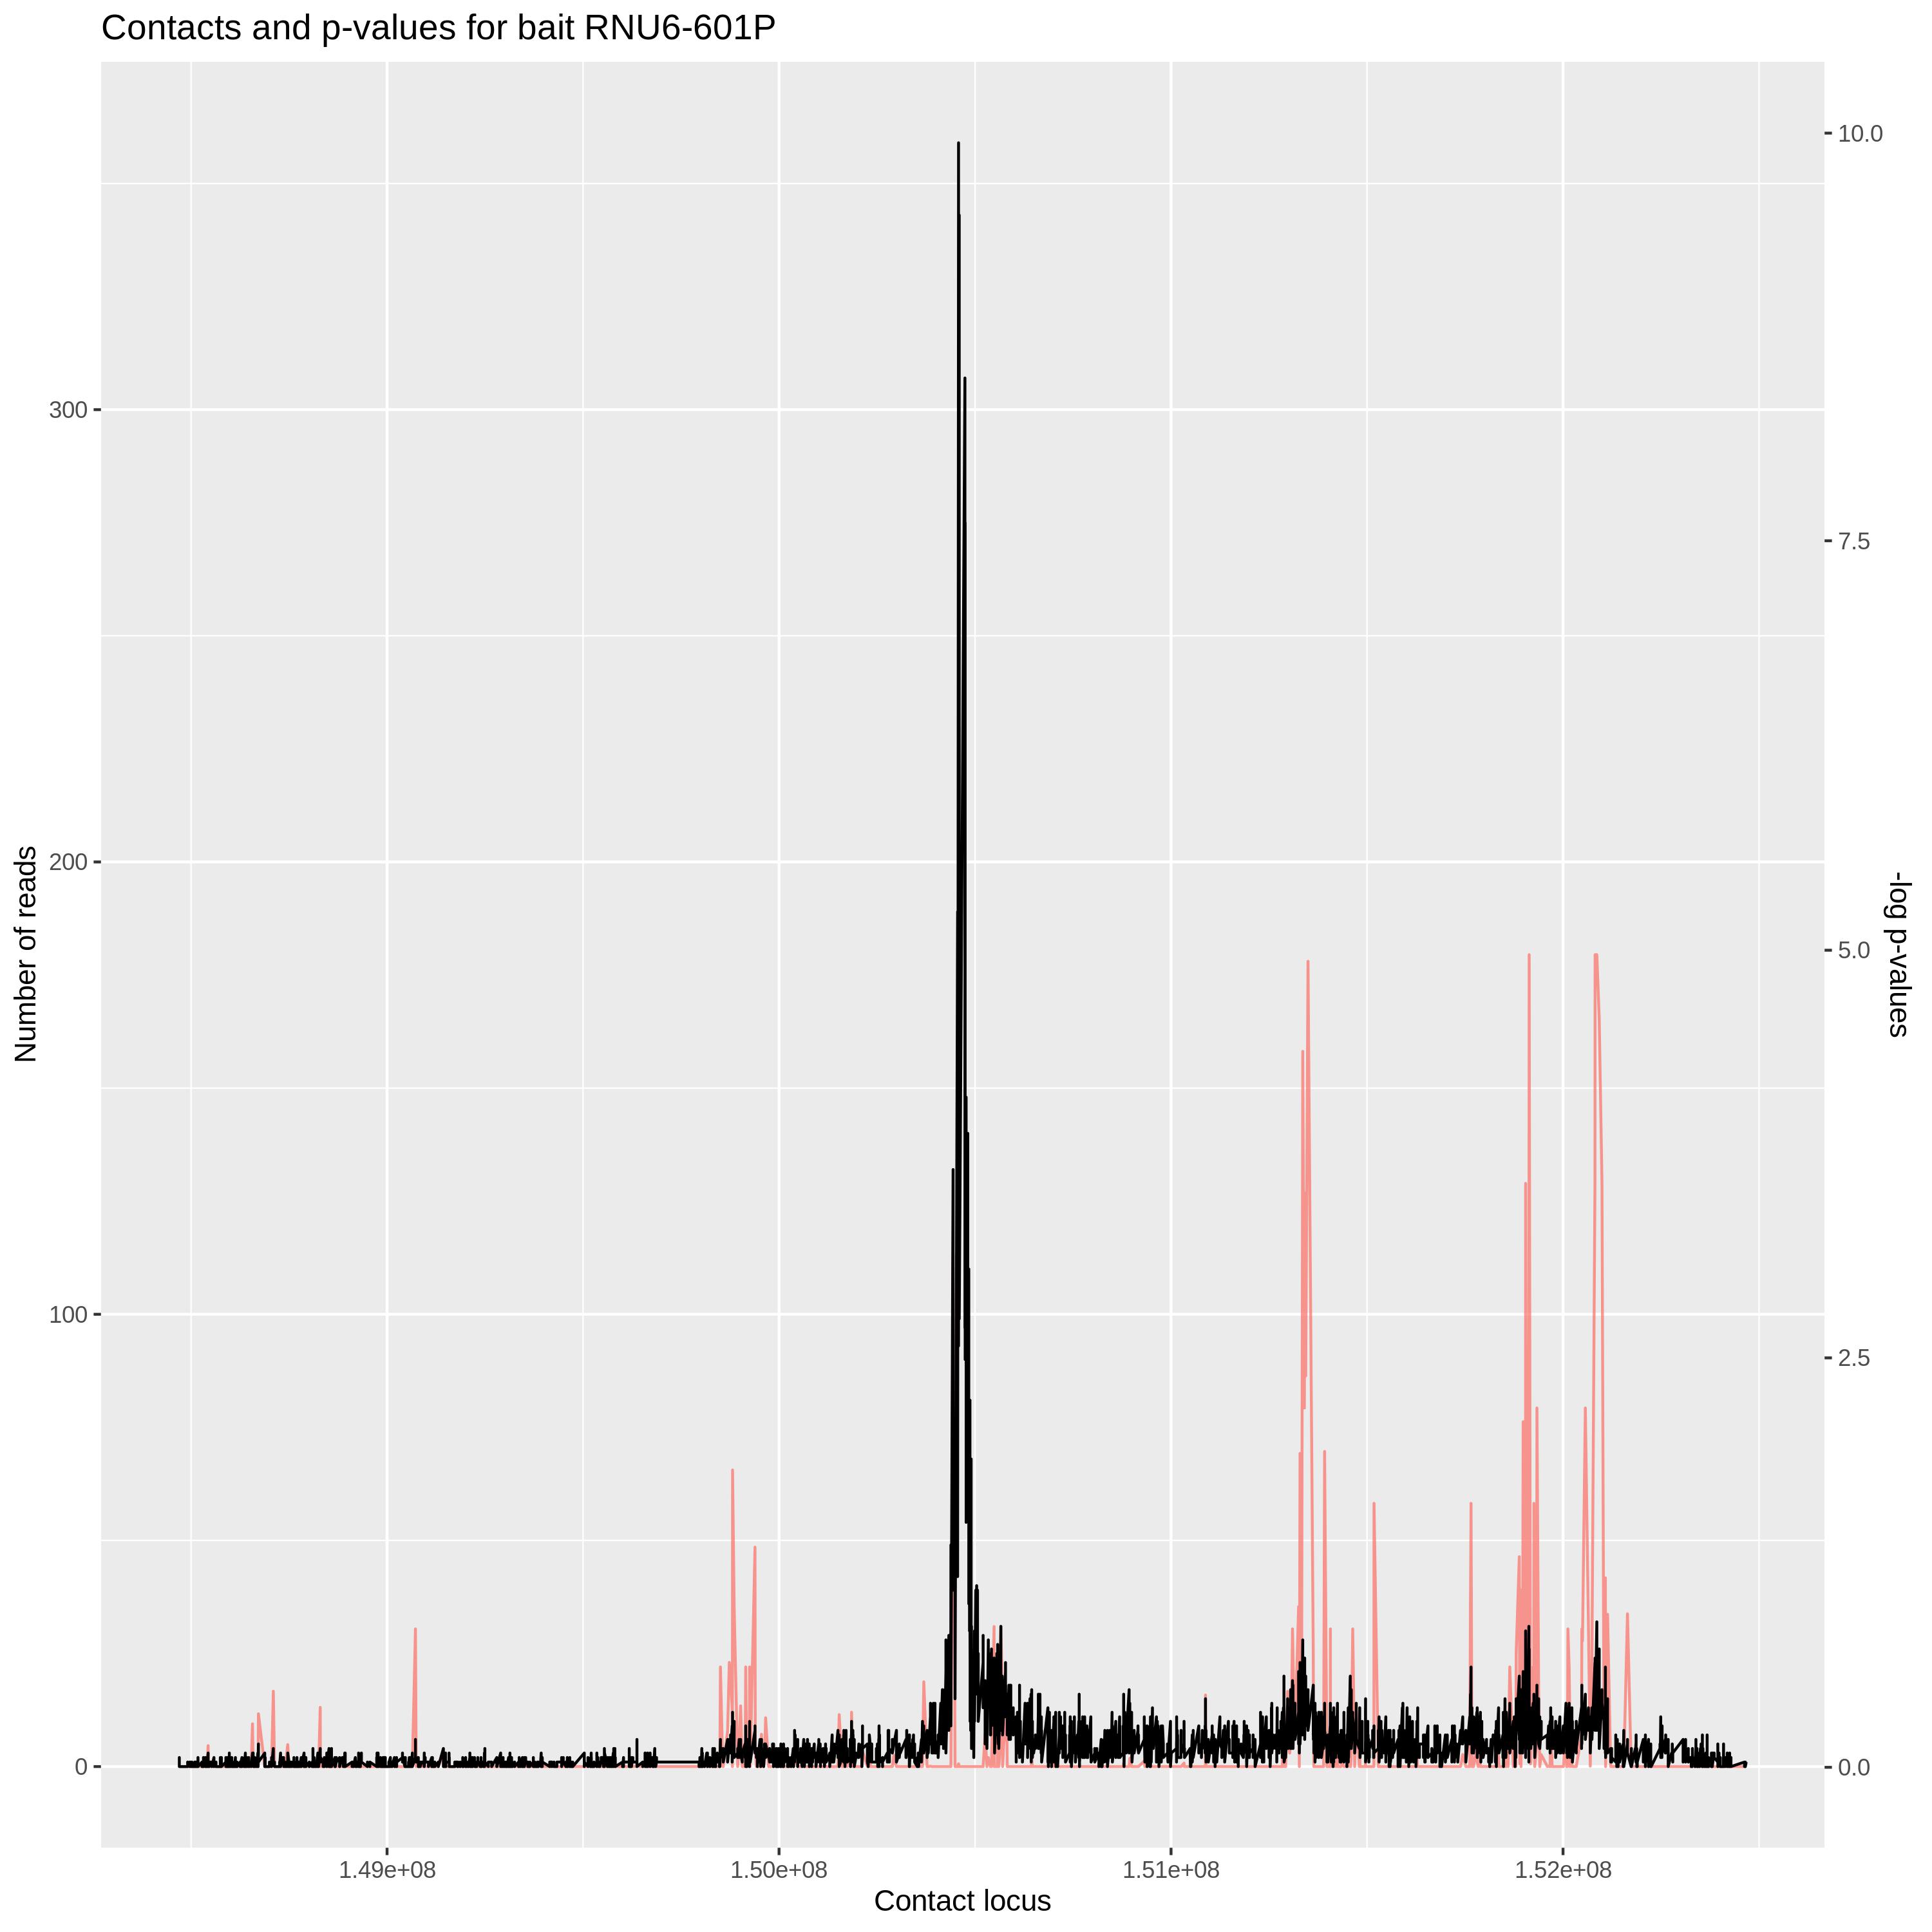 Contacts and p-values for bait RNU6-601P
10.0
300
7.5
200
Number of reads
5.0
-log p-values
100
2.5
0
0.0
1.49e+08 1.50e+08 1.51e+08 1.52e+08
Contact locus